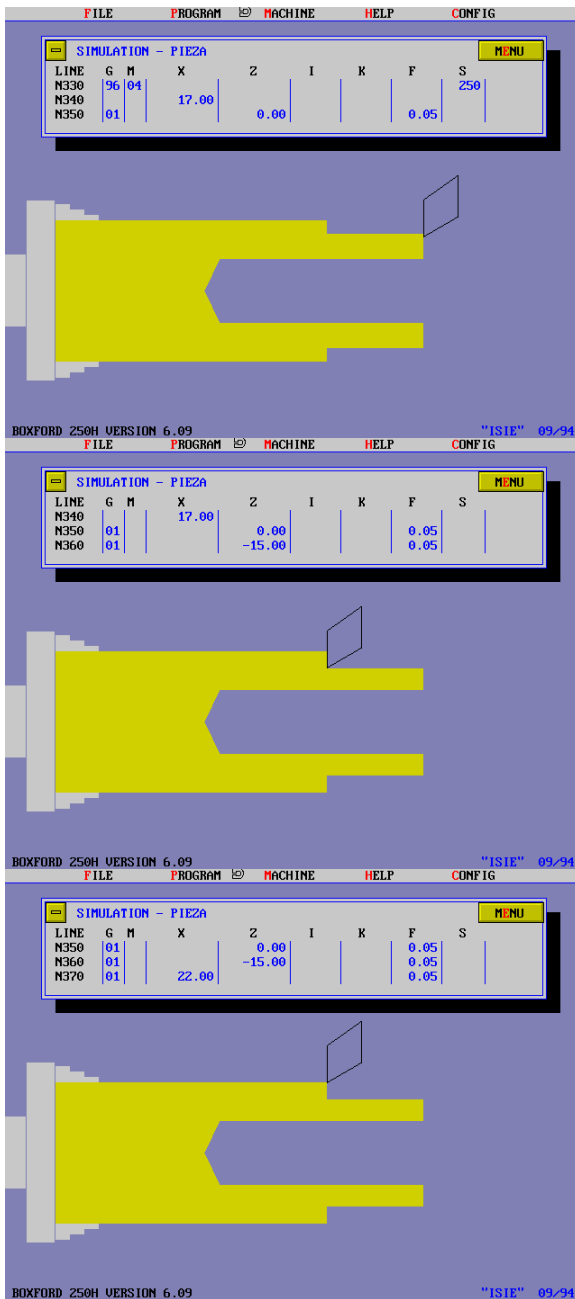 FILE PROGRAM MACHINE HELP CONFIG
SIMULATION - PIEZA MENU
LINE G M X Z I K F S
N330 96 04 250
N340 17.00
N350 01 0.00 0.05
BOXFORD 250H VERSION 6.09 "ISIE" 09/94
FILE PROGRAM MACHINE HELP CONFIG
SIMULATION - PIEZA MENU
LINE G M X Z I K F S
N340 17.00
N350 01 0.00 0.05
N360 01 -15.00 0.05
BOXFORD 250H VERSION 6.09 "ISIE" 09/94
FILE PROGRAM MACHINE HELP CONFIG
SIMULATION - PIEZA MENU
LINE G M X Z I K F S
N350 01 0.00 0.05
N360 01 -15.00 0.05
N370 01 22.00 0.05
BOXFORD 250H VERSION 6.09 "ISIE" 09/94